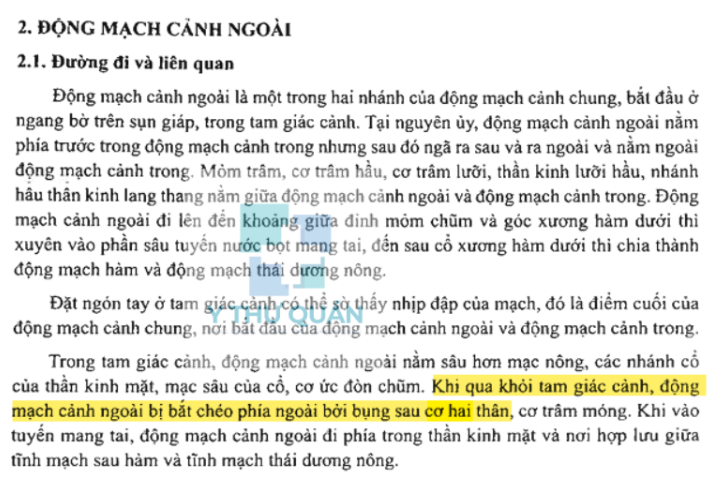 2. ĐỘNG MẠCH CẢNH NGOÀI
2.1. Đường đi và liên quan
Động mạch cảnh ngoài là một trong hai nhánh của động mạch cảnh chung, bắt đầu ở
ngang bờ trên sụn giáp, trong tam giác cảnh. Tại nguyên ủy, động mạch cảnh ngoài nằm
phía trước trong động mạch cảnh trong nhưng sau đó ngã ra sau và ra ngoài và nằm ngoài
động mạch cảnh trong. Mỏm trâm, cơ trâm hầu, cơ trâm lưỡi, thần kinh lưỡi hầu, nhánh
hầu thần kinh lang thang nằm giữa động mạch cảnh ngoài và động mạch cảnh trong. Động
mạch cảnh ngoài đi lên đến khoảng giữa đỉnh mỏm chũm và góc xương hàm dưới thì
xuyên vào phần sâu tuyến nước bọt mang tai, đến sau cổ xương hàm dưới thì chia thành
động mạch hàm và động mạch thái dương nông.
Đặt ngón tay ở tam giác cảnh có thể sờ thấy nhịp đập của mạch, đó là điểm cuối của
động mạch cảnh chung, nơi bắt đầu của động mạch cảnh ngoài và động mạch cảnh trong.
Y THƯ QUÁN
Trong tam giác cảnh, động mạch cảnh ngoài nằm sâu hơn mạc nông, các nhánh cổ
của thần kinh mặt, mạc sâu của cổ, cơ ức đòn chũm. Khi qua khỏi tam giác cảnh, động
mạch cảnh ngoài bị bắt chéo phía ngoài bởi bụng sau cơ hai thân, cơ trâm móng. Khi vào
tuyến mang tai, động mạch cảnh ngoài đi phía trong thần kinh mặt và nơi hợp lưu giữa
tĩnh mạch sau hàm và tĩnh mạch thái dương nông.